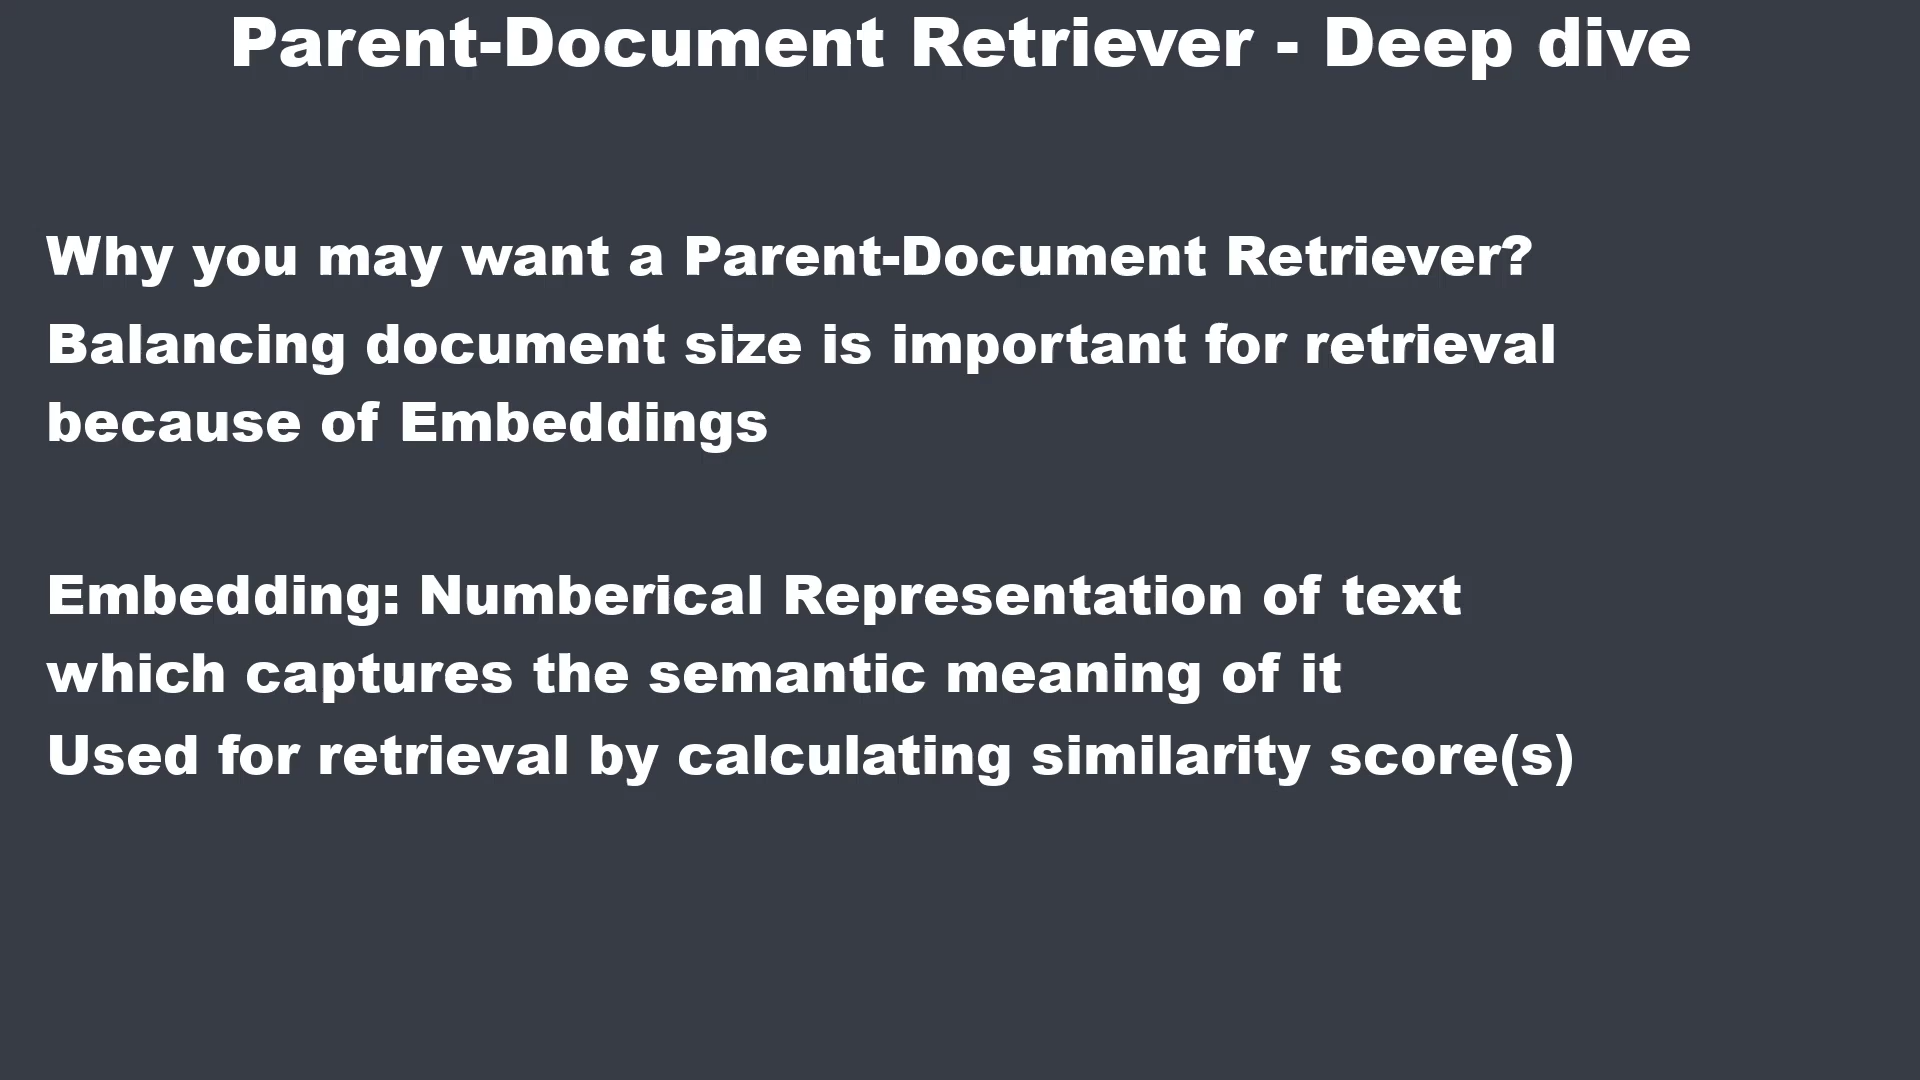 Parent-Document Retriever - Deep dive
Why you may want a Parent-Document Retriever?
Balancing document size is important for retrieval
because of Embeddings
Embedding: Numberical Representation of text
which captures the semantic meaning of it
Used for retrieval by calculating similarity score(s)